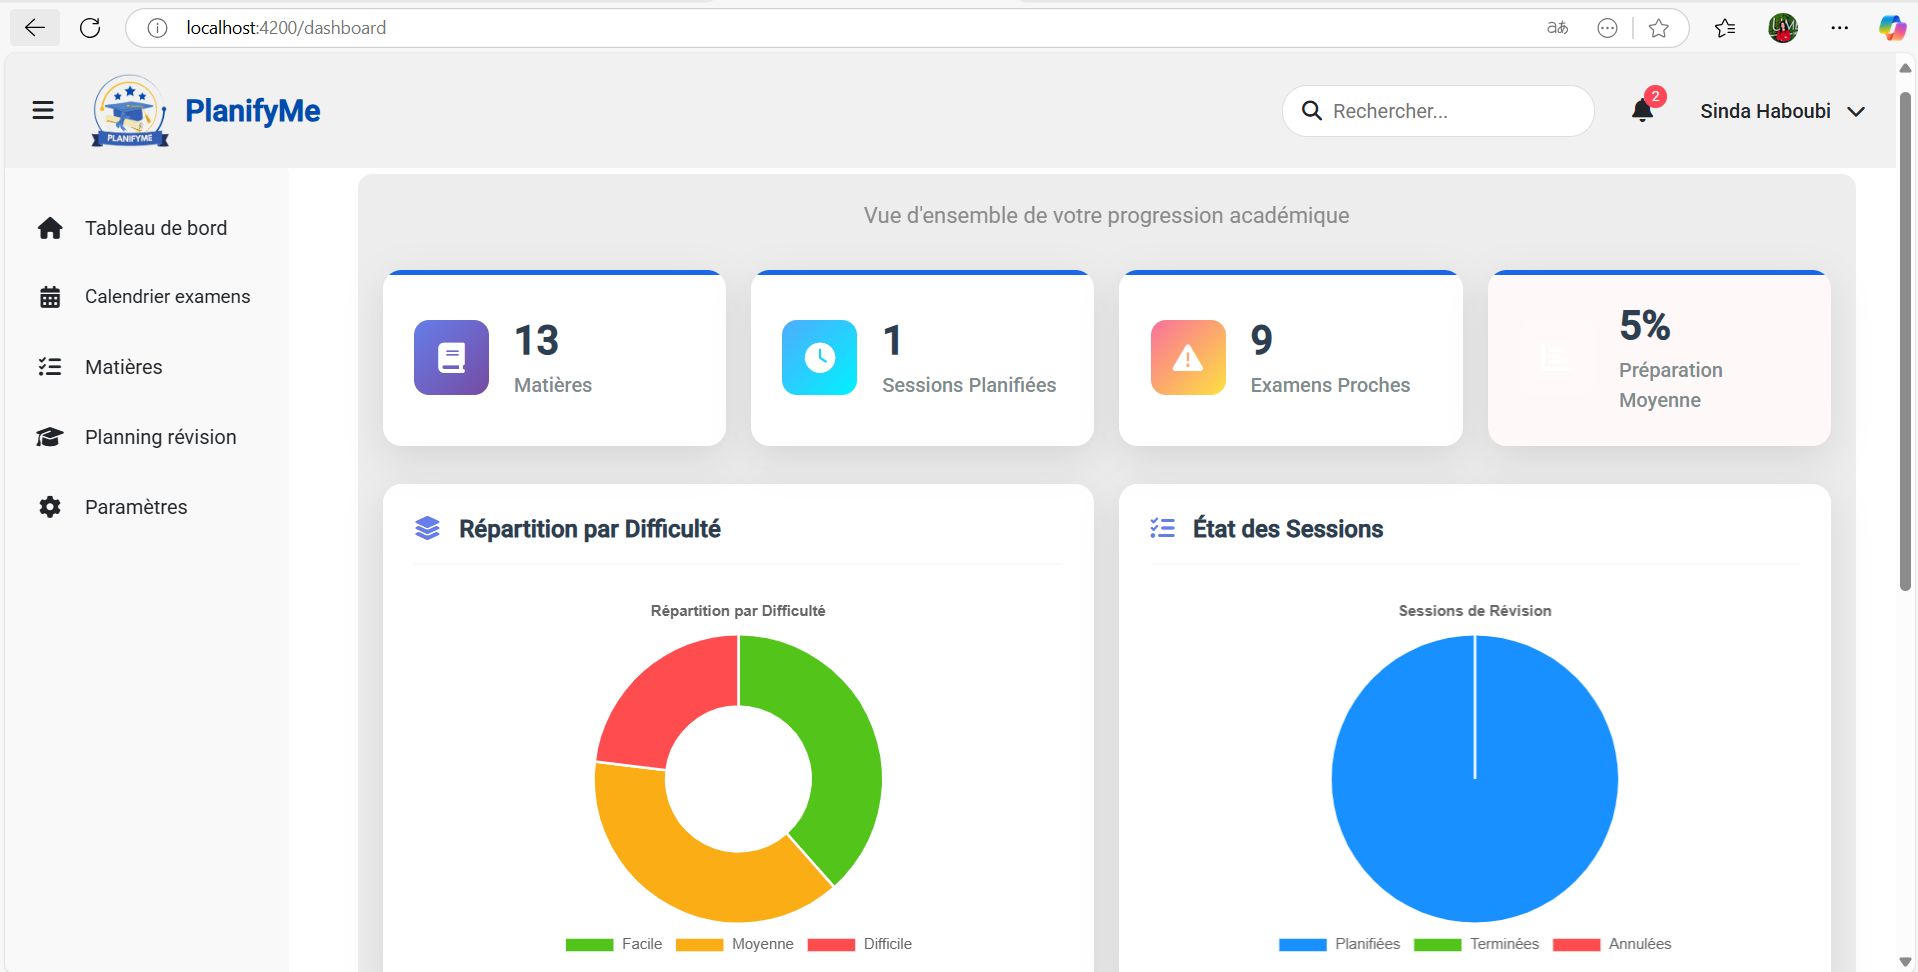 localhost:4200/dashboard
aあ
PLANIFYME
PlanifyMe
Rechercher...
2
Sinda Haboubi
Tableau de bord
Calendrier examens
Matières
Planning révision
Paramètres
Vue d'ensemble de votre progression académique
13
Matières
1
Sessions Planifiées
9
Examens Proches
5%
Préparation
Moyenne
Répartition par Difficulté
Répartition par Difficulté
Facile Moyenne Difficile
État des Sessions
Sessions de Révision
Planifiées Terminées Annulées